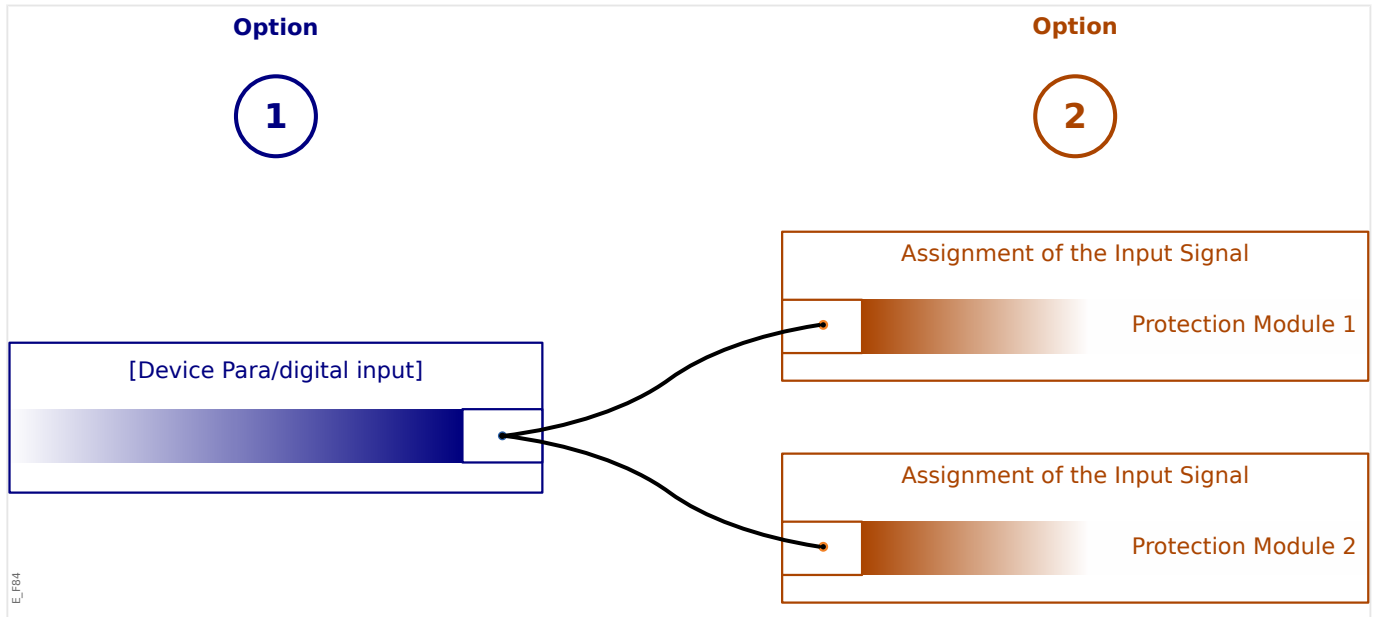 Option
1
Option
2
[Device Para/digital input]
Assignment of the Input Signal
Protection Module 1
Assignment of the Input Signal
Protection Module 2
E_F84